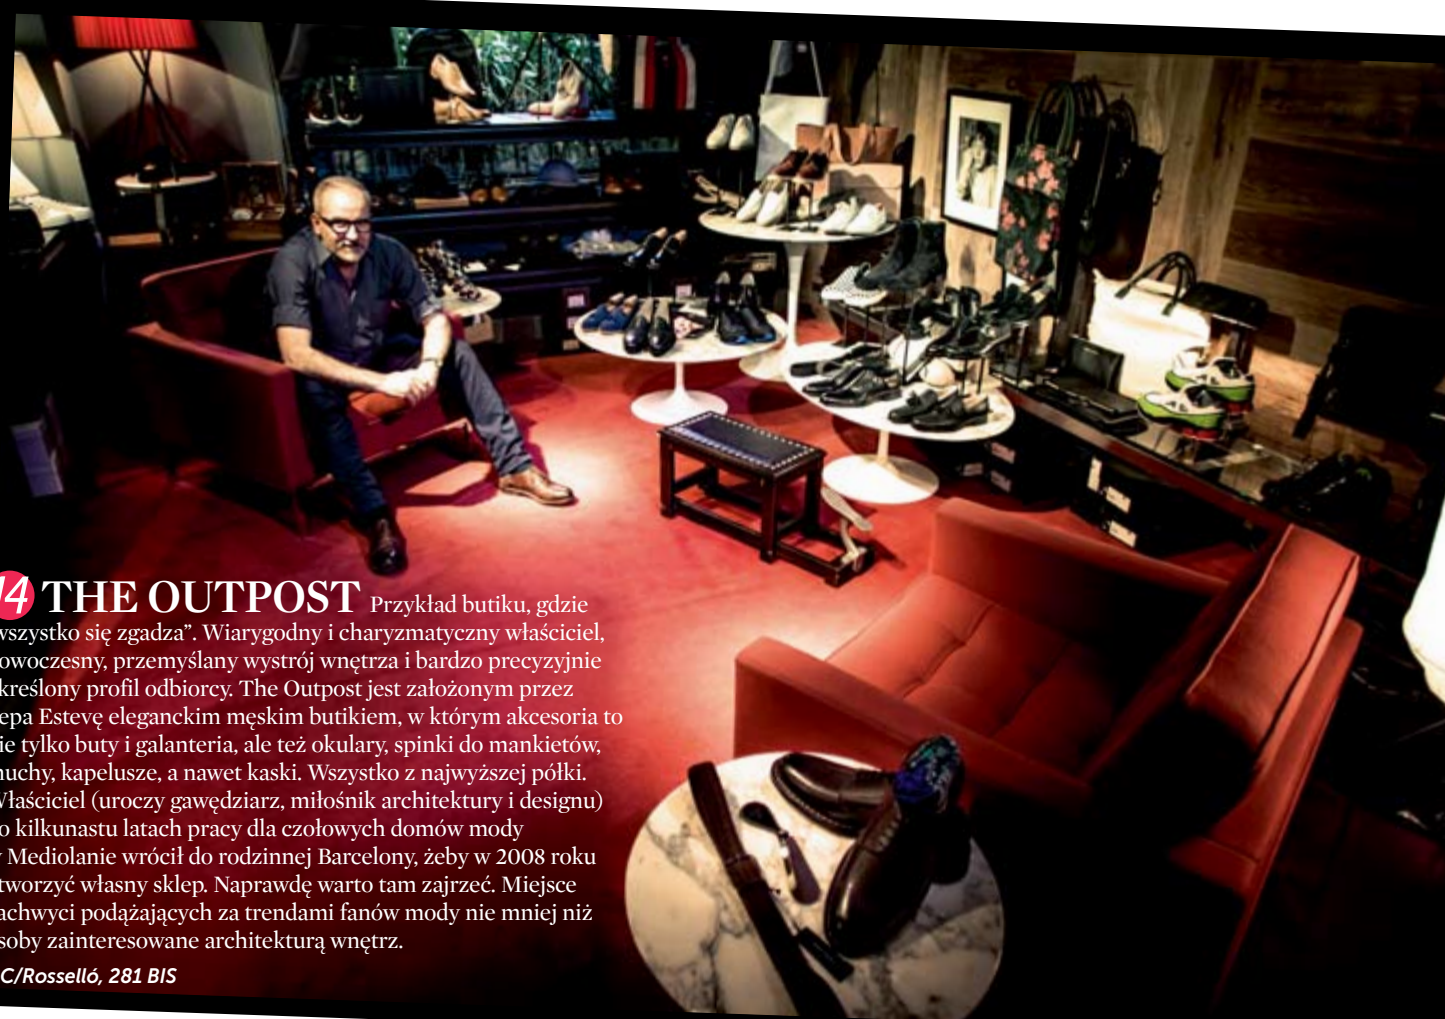 14 THE OUTPOST Przykład butiku, gdzie
wszystko się zgadza”. Wiarygodny i charyzmatyczny właściciel,
owoczesny, przemyślany wystrój wnętrza i bardzo precyzyjnie
kreślony profil odbiorcy. The Outpost jest założonym przez
epa Estevę eleganckim męskim butikiem, w którym akcesoria to
ie tylko buty i galanteria, ale też okulary, spinki do mankietów,
muchy, kapelusze, a nawet kaski. Wszystko z najwyższej półki.
Właściciel (uroczy gawędziarz, miłośnik architektury i designu)
o kilkunastu latach pracy dla czołowych domów mody
Mediolanie wrócił do rodzinnej Barcelony, żeby w 2008 roku
tworzyć własny sklep. Naprawdę warto tam zajrzeć. Miejsce
achwyci podążających za trendami fanów mody nie mniej niż
soby zainteresowane architekturą wnętrz.
C/Rosselló, 281 BIS